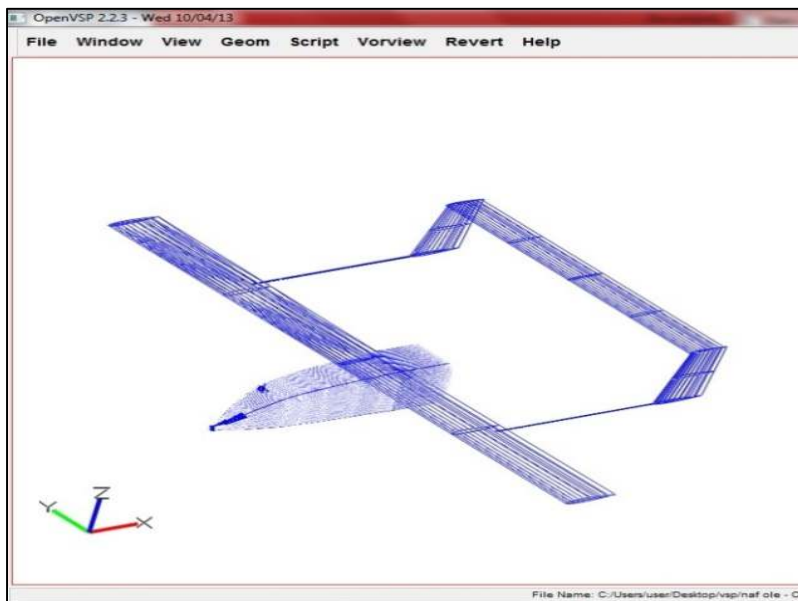 OpenVSP 2.2.3 - Wed 10/04/13
File Window View Geom Script Vorview Revert Help
Z
Y
X
File Name: C:/Users/user/Desktop/vsp/naf ole - C